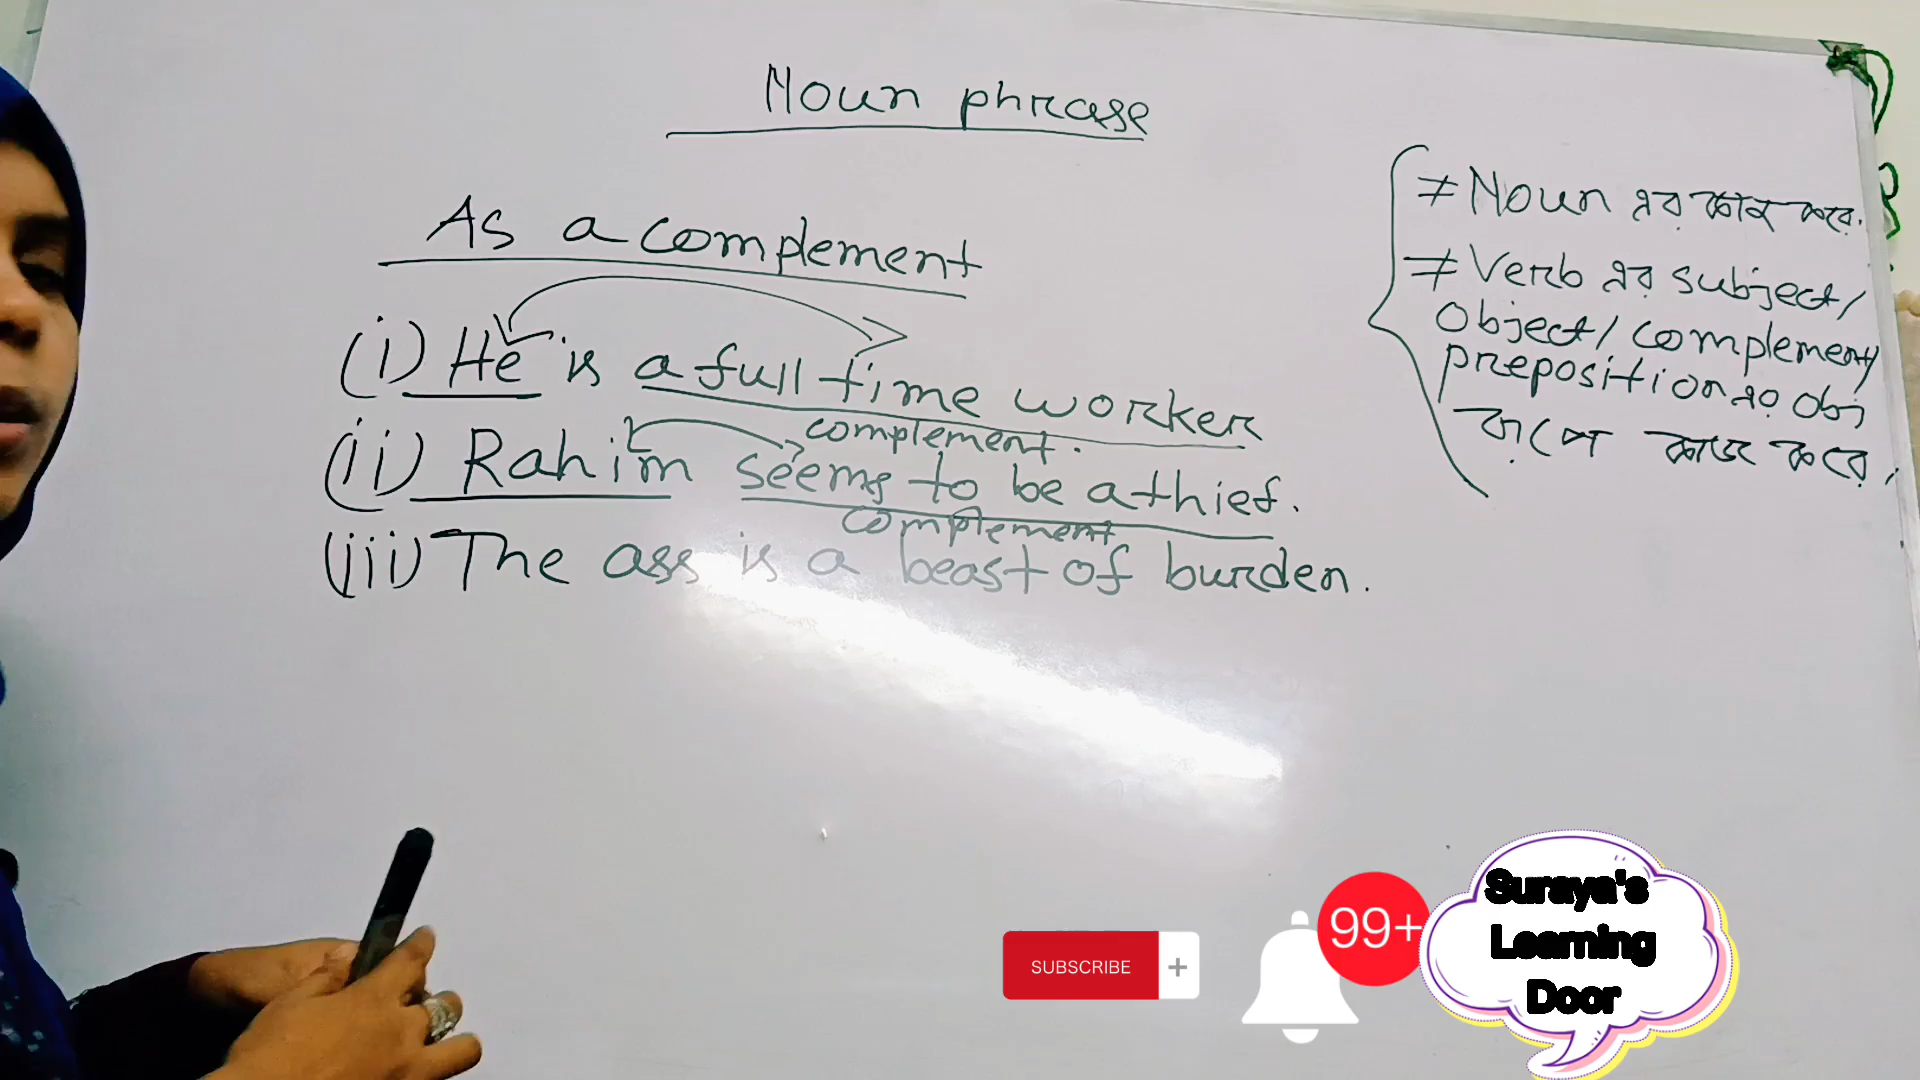 Noun phrase
As a complement
(i) He is a full time worker
complement.
(ii) Rahim seems to be a thief.
complement
(iii) The ass is a beast of burden.
≠ Noun এর কাজ করে.
≠ Verb এর subject/
object/ complement/
preposition এর obj
রূপে কাজ করে,
SUBSCRIBE +
99+
Suraya's
Learning
Door